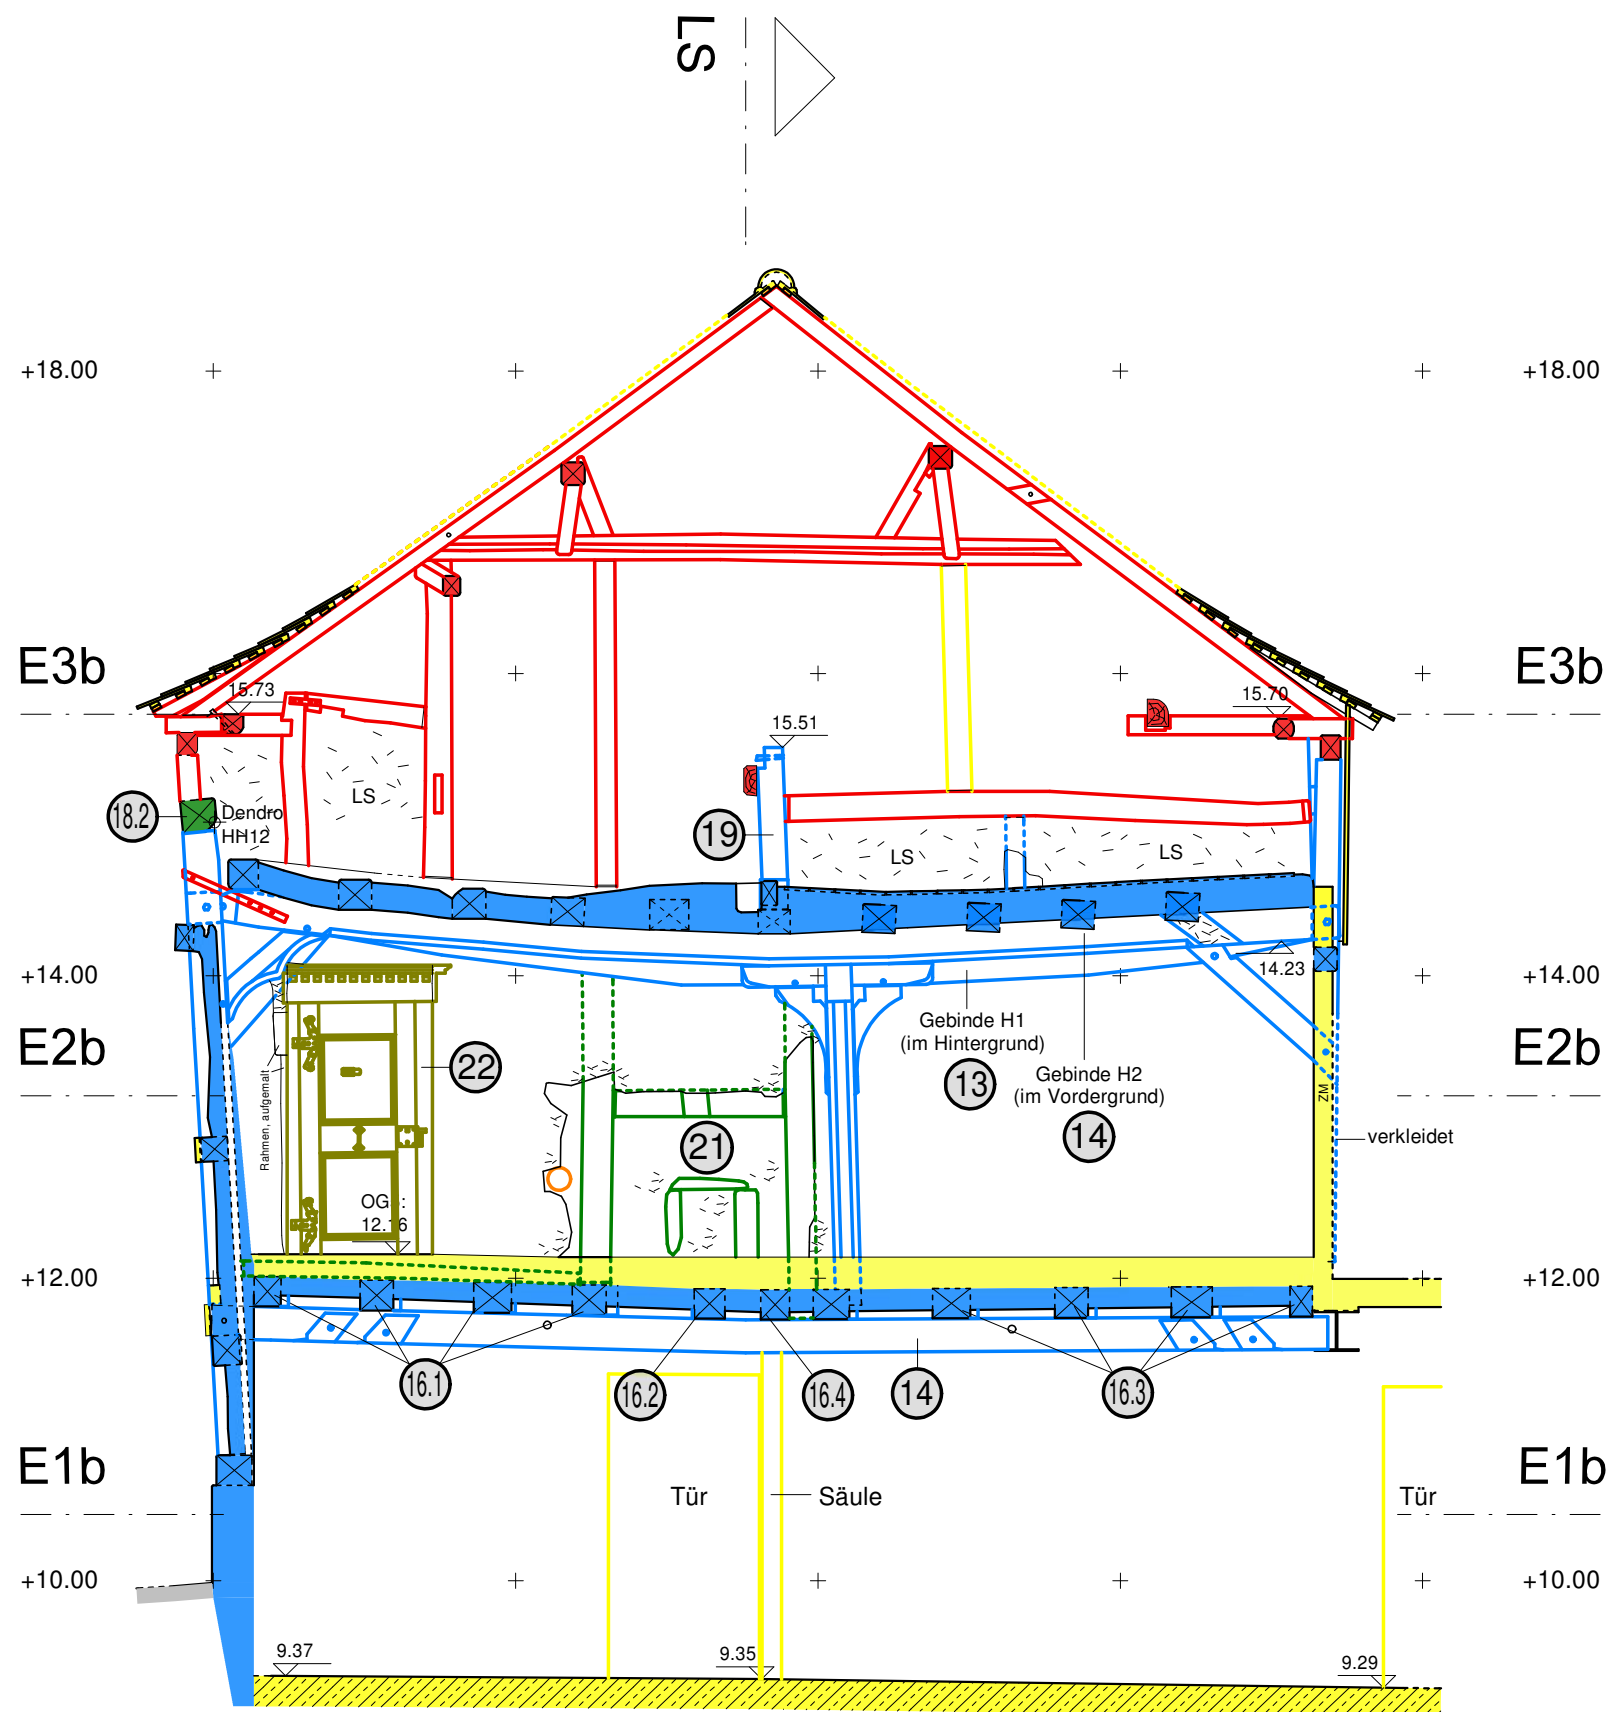 LS
+18.00
+18.00
E3b
E3b
15.73
15.70
15.51
18.2
Dendro
HH12
LS
19
LS
LS
+14.00
+14.00
14.23
E2b
E2b
Gebinde H1
(im Hintergrund)
13
Gebinde H2
(im Vordergrund)
14
22
Rahmen, aufgemalt
21
ZM
verkleidet
12.16
+12.00
+12.00
16.1
16.2
16.4
14
16.3
E1b
E1b
Tür
Säule
Tür
+10.00
+10.00
9.37
9.35
9.29